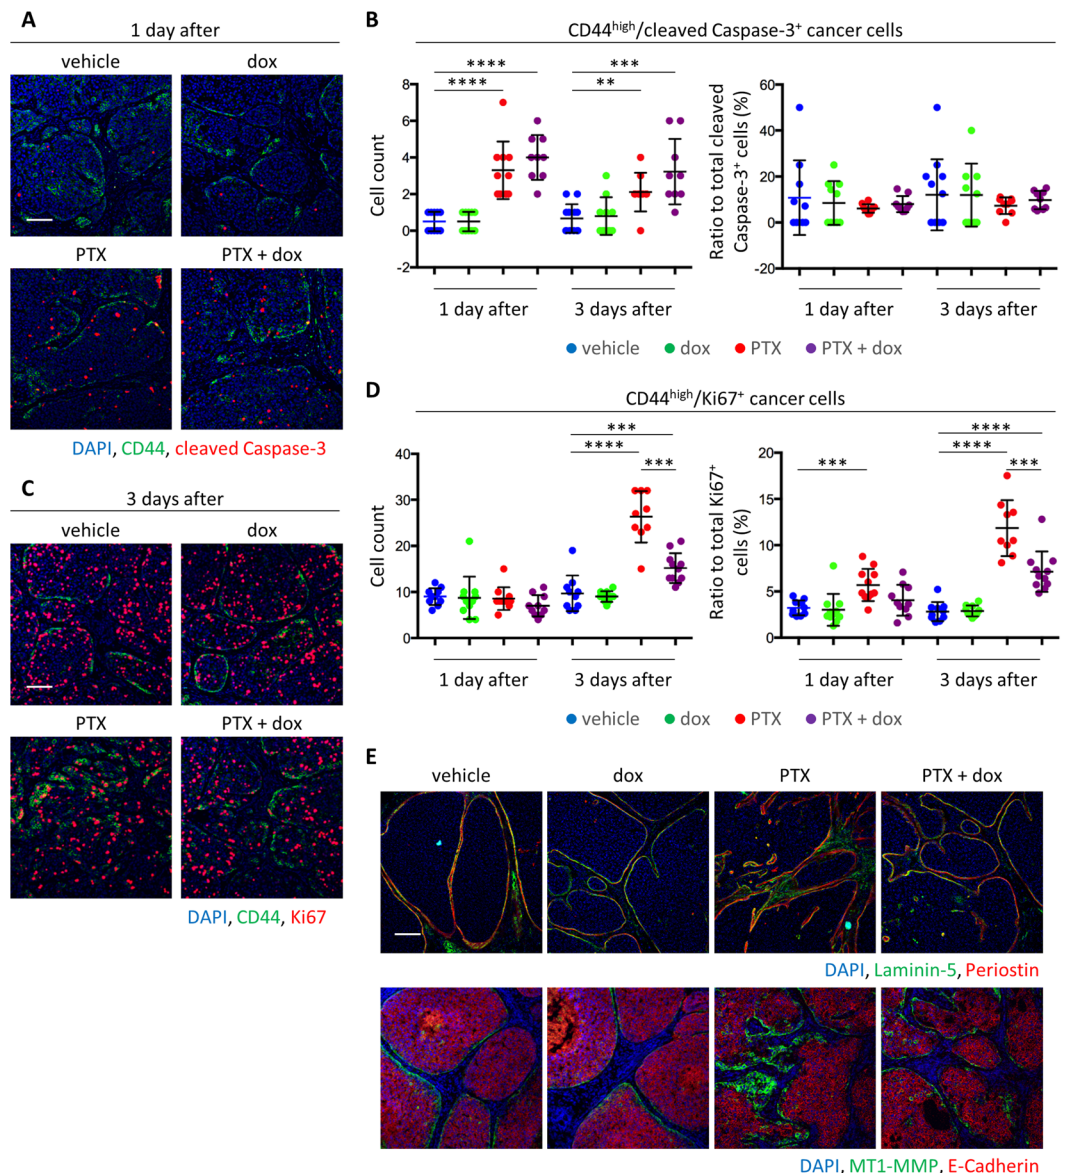 A
1 day after
vehicle dox
PTX PTX + dox
DAPI, CD44, cleaved Caspase-3
B
CD44high/cleaved Caspase-3+ cancer cells
Cell count
8
6
4
2
0
-2
**** ****
*** **
1 day after 3 days after
Ratio to total cleaved
Caspase-3+ cells (%)
60
40
20
0
-20
1 day after 3 days after
vehicle dox PTX PTX + dox
C
3 days after
vehicle dox
PTX PTX + dox
DAPI, CD44, Ki67
D
CD44high/Ki67+ cancer cells
Cell count
40
30
20
10
0
***
****
***
1 day after 3 days after
Ratio to total Ki67+
cells (%)
20
15
10
5
0
***
****
****
***
1 day after 3 days after
vehicle dox PTX PTX + dox
E
vehicle dox PTX PTX + dox
DAPI, Laminin-5, Periostin
DAPI, MT1-MMP, E-Cadherin